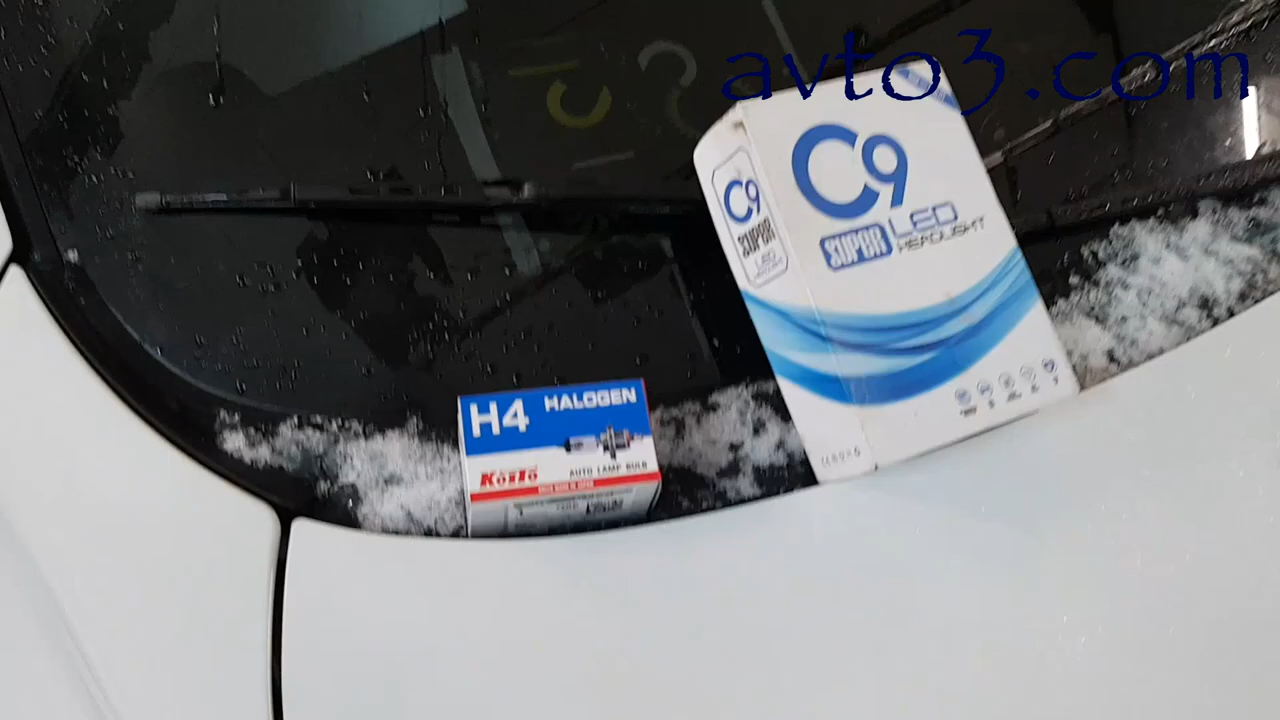 avto3.com
C9
SUPER
LED
HEADLIGHT
C9
SUPER
LED
H4 HALOGEN
Koito
AUTO LAMP BULB